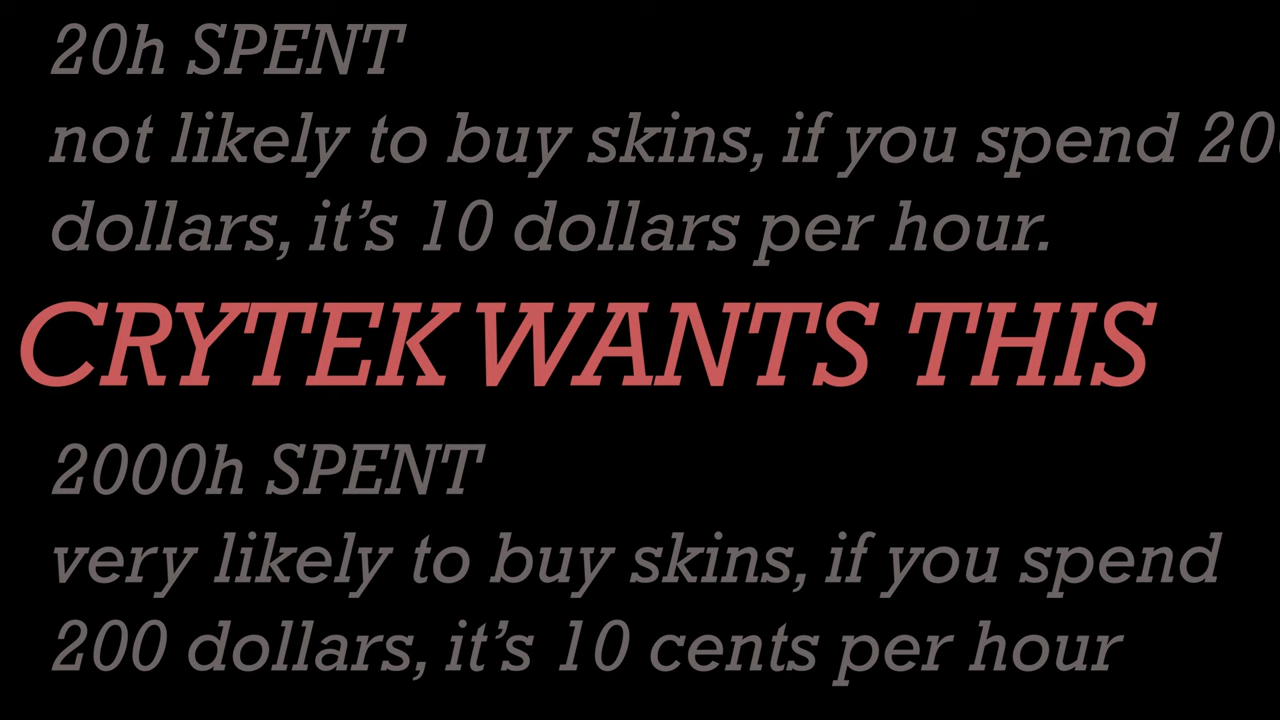 20h SPENT
not likely to buy skins, if you spend 20
dollars, it’s 10 dollars per hour.
CRYTEK WANTS THIS
2000h SPENT
very likely to buy skins, if you spend
200 dollars, it’s 10 cents per hour